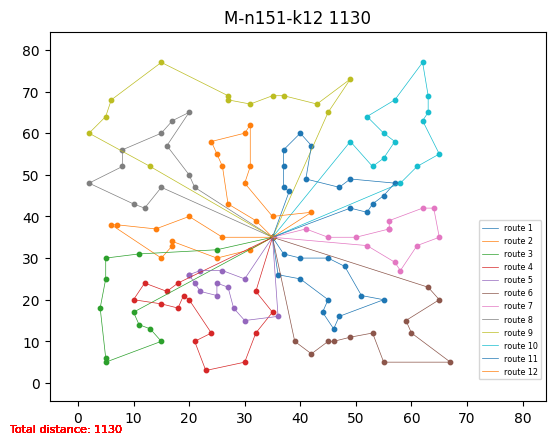 M-n151-k12 1130
80
70
60
50
40
30
20
10
0
route 1
route 2
route 3
route 4
route 5
route 6
route 7
route 8
route 9
route 10
route 11
route 12
0 10 20 30 40 50 60 70 80
Total distance: 1130